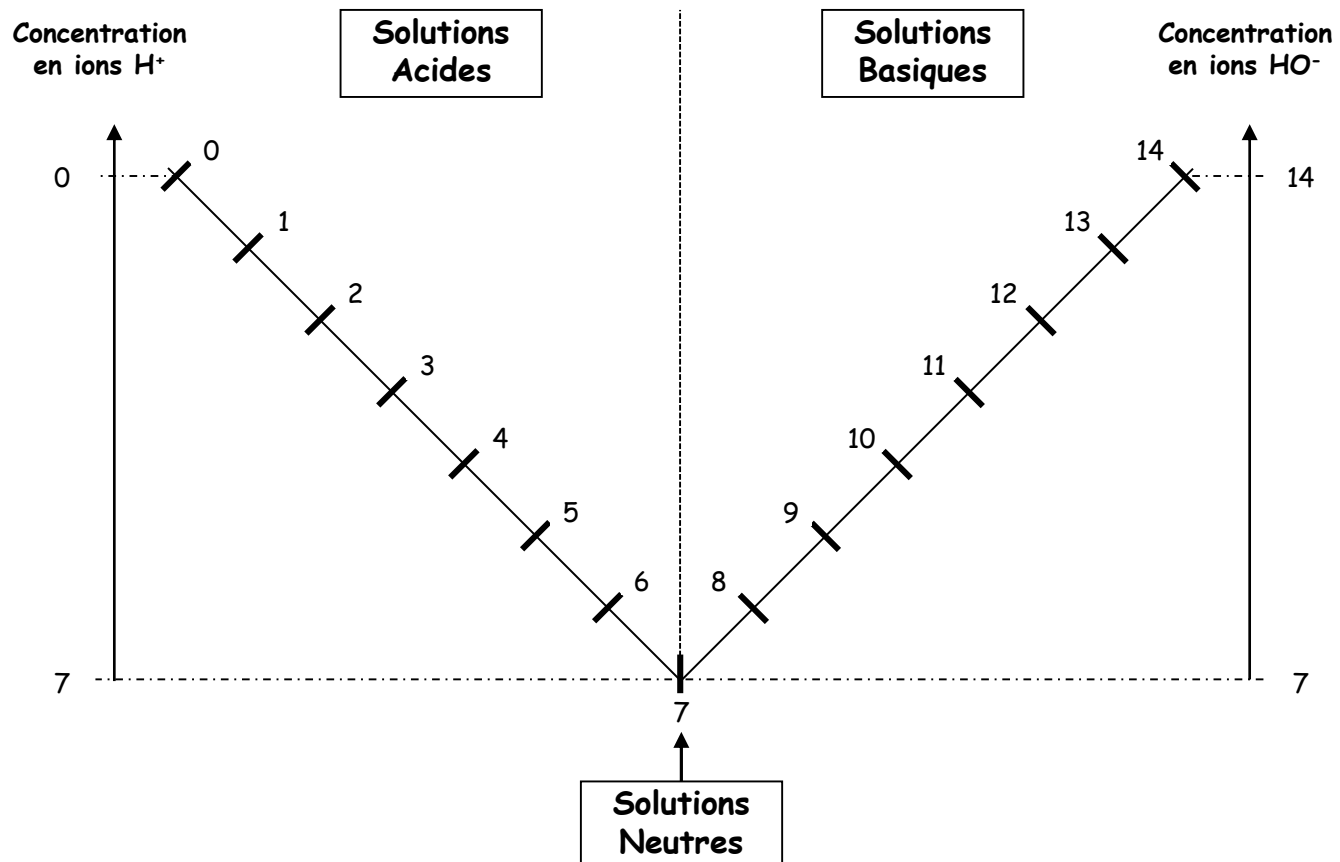 Concentration
en ions H⁺
Solutions
Acides
Solutions
Basiques
Concentration
en ions HO⁻
0
0
14
14
1
13
2
12
3
11
4
10
5
9
6
8
7
7
7
Solutions
Neutres